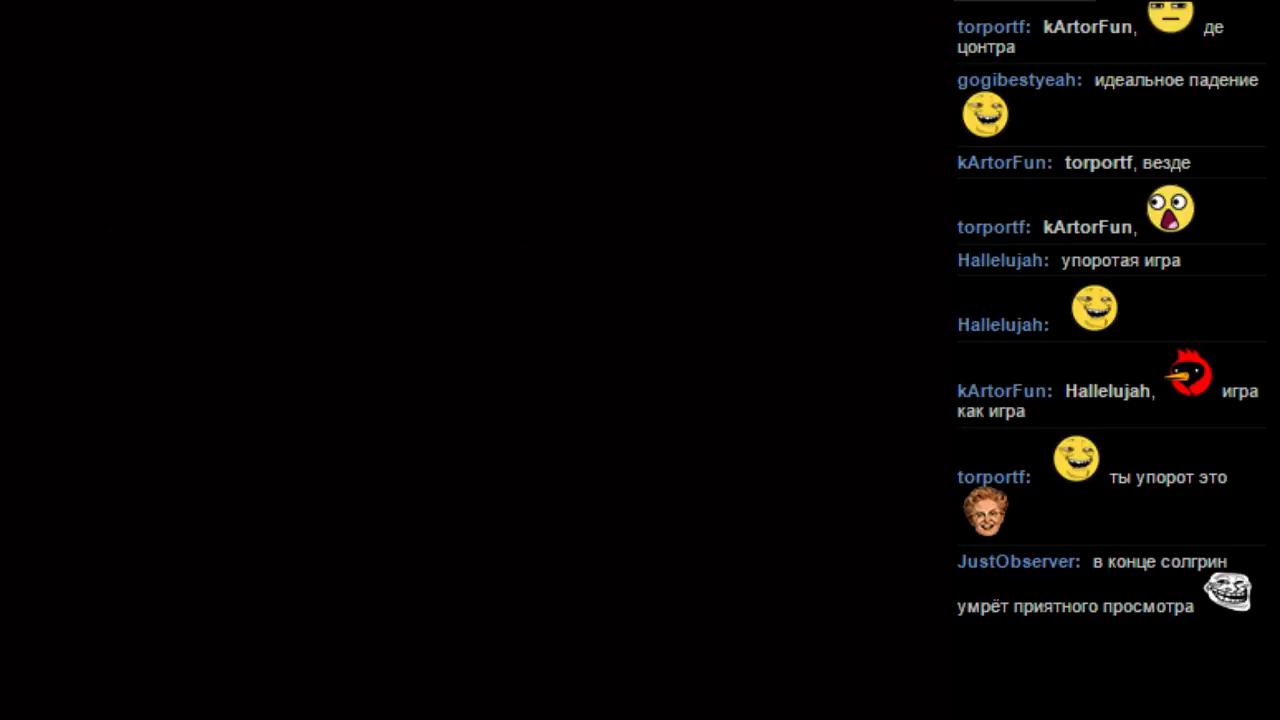 torportf: kArtorFun, де
цонтра
gogibestyeah: идеальное падение
kArtorFun: torportf, везде
torportf: kArtorFun,
Hallelujah: упоротая игра
Hallelujah:
kArtorFun: Hallelujah, игра
как игра
torportf: ты упорот это
JustObserver: в конце солгрин
умрёт приятного просмотра